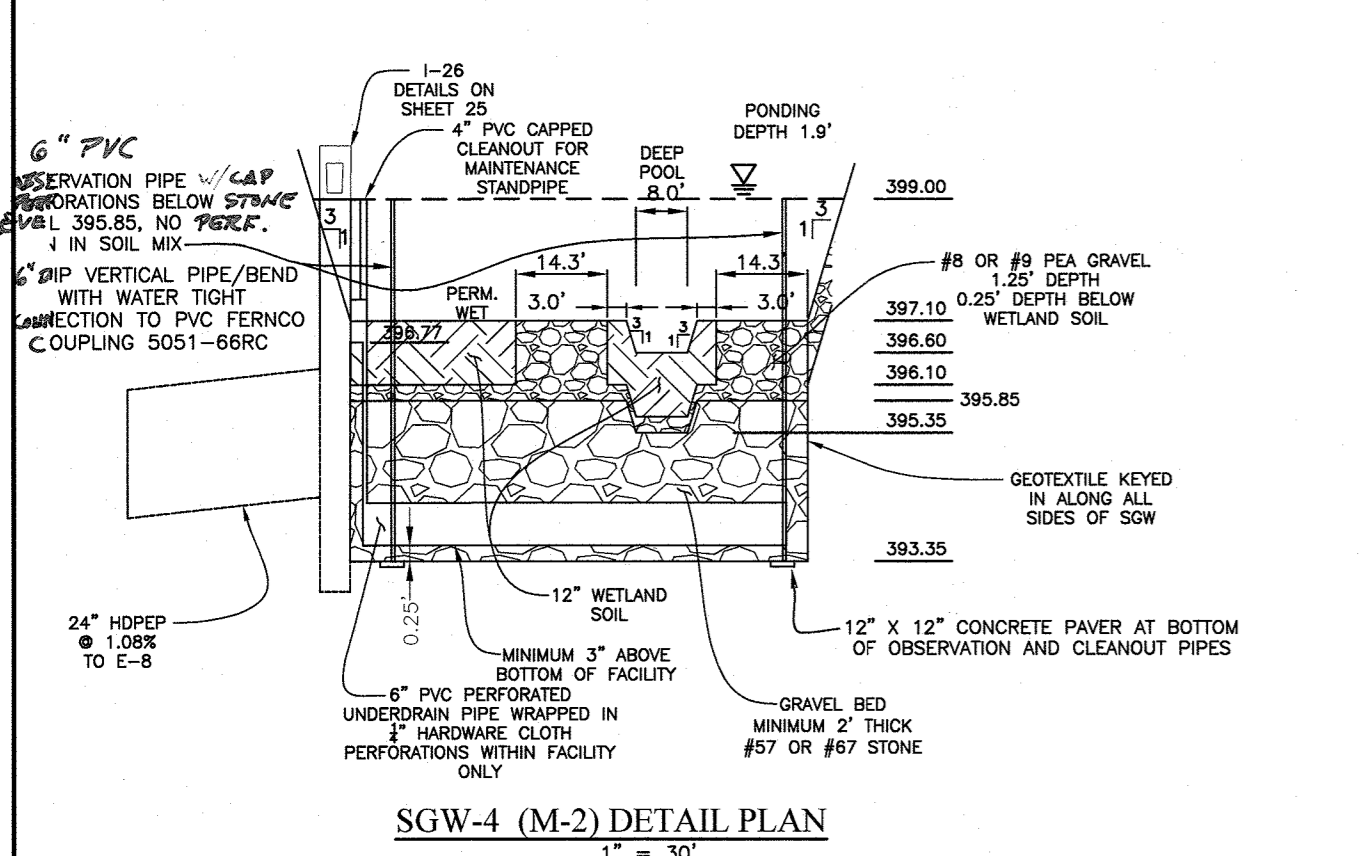 I-26
DETAILS ON
SHEET 25
4" PVC CAPPED
CLEANOUT FOR
MAINTENANCE
STANDPIPE
PONDING
DEPTH 1.9'
DEEP
POOL
8.0'
6" PVC
SERVATION PIPE W/ CAP
ORATIONS BELOW STONE
L 395.85, NO PERF.
IN SOIL MIX
6" DIP VERTICAL PIPE/BEND
WITH WATER TIGHT
CONNECTION TO PVC FERNCO
COUPLING 5051-66RC
3
1
3
1
399.00
14.3'
14.3'
PERM.
WET
3.0'
3.0'
3
1
3
1
396.77
#8 OR #9 PEA GRAVEL
1.25' DEPTH
0.25' DEPTH BELOW
WETLAND SOIL
397.10
396.60
396.10
395.85
395.35
GEOTEXTILE KEYED
IN ALONG ALL
SIDES OF SGW
393.35
0.25'
24" HDPEP
@ 1.08%
TO E-8
12" WETLAND
SOIL
MINIMUM 3" ABOVE
BOTTOM OF FACILITY
12" X 12" CONCRETE PAVER AT BOTTOM
OF OBSERVATION AND CLEANOUT PIPES
6" PVC PERFORATED
UNDERDRAIN PIPE WRAPPED IN
1/4" HARDWARE CLOTH
PERFORATIONS WITHIN FACILITY
ONLY
GRAVEL BED
MINIMUM 2' THICK
#57 OR #67 STONE
SGW-4 (M-2) DETAIL PLAN
1" = 30'